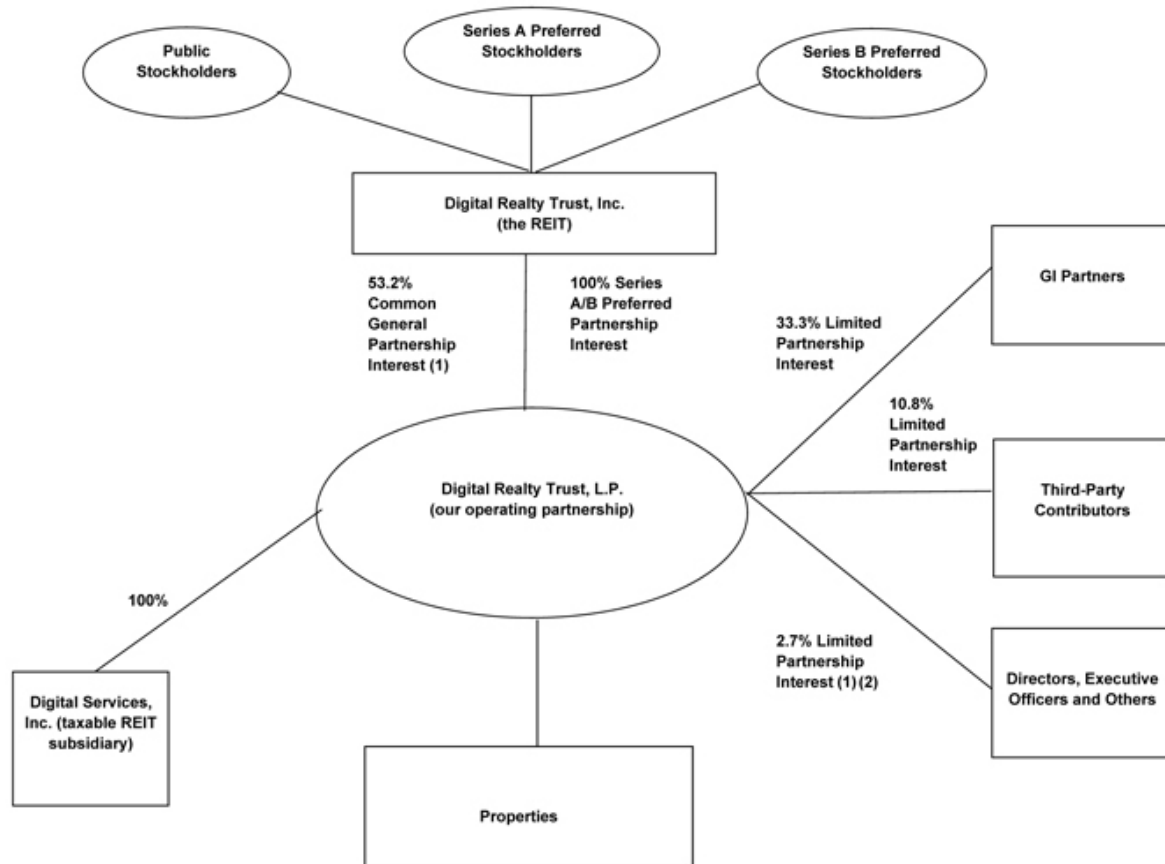 Public
Stockholders
Series A Preferred
Stockholders
Series B Preferred
Stockholders
Digital Realty Trust, Inc.
(the REIT)
53.2%
Common
General
Partnership
Interest (1)
100% Series
A/B Preferred
Partnership
Interest
33.3% Limited
Partnership
Interest
GI Partners
10.8%
Limited
Partnership
Interest
Third-Party
Contributors
Digital Realty Trust, L.P.
(our operating partnership)
100%
2.7% Limited
Partnership
Interest (1)(2)
Directors, Executive
Officers and Others
Digital Services,
Inc. (taxable REIT
subsidiary)
Properties